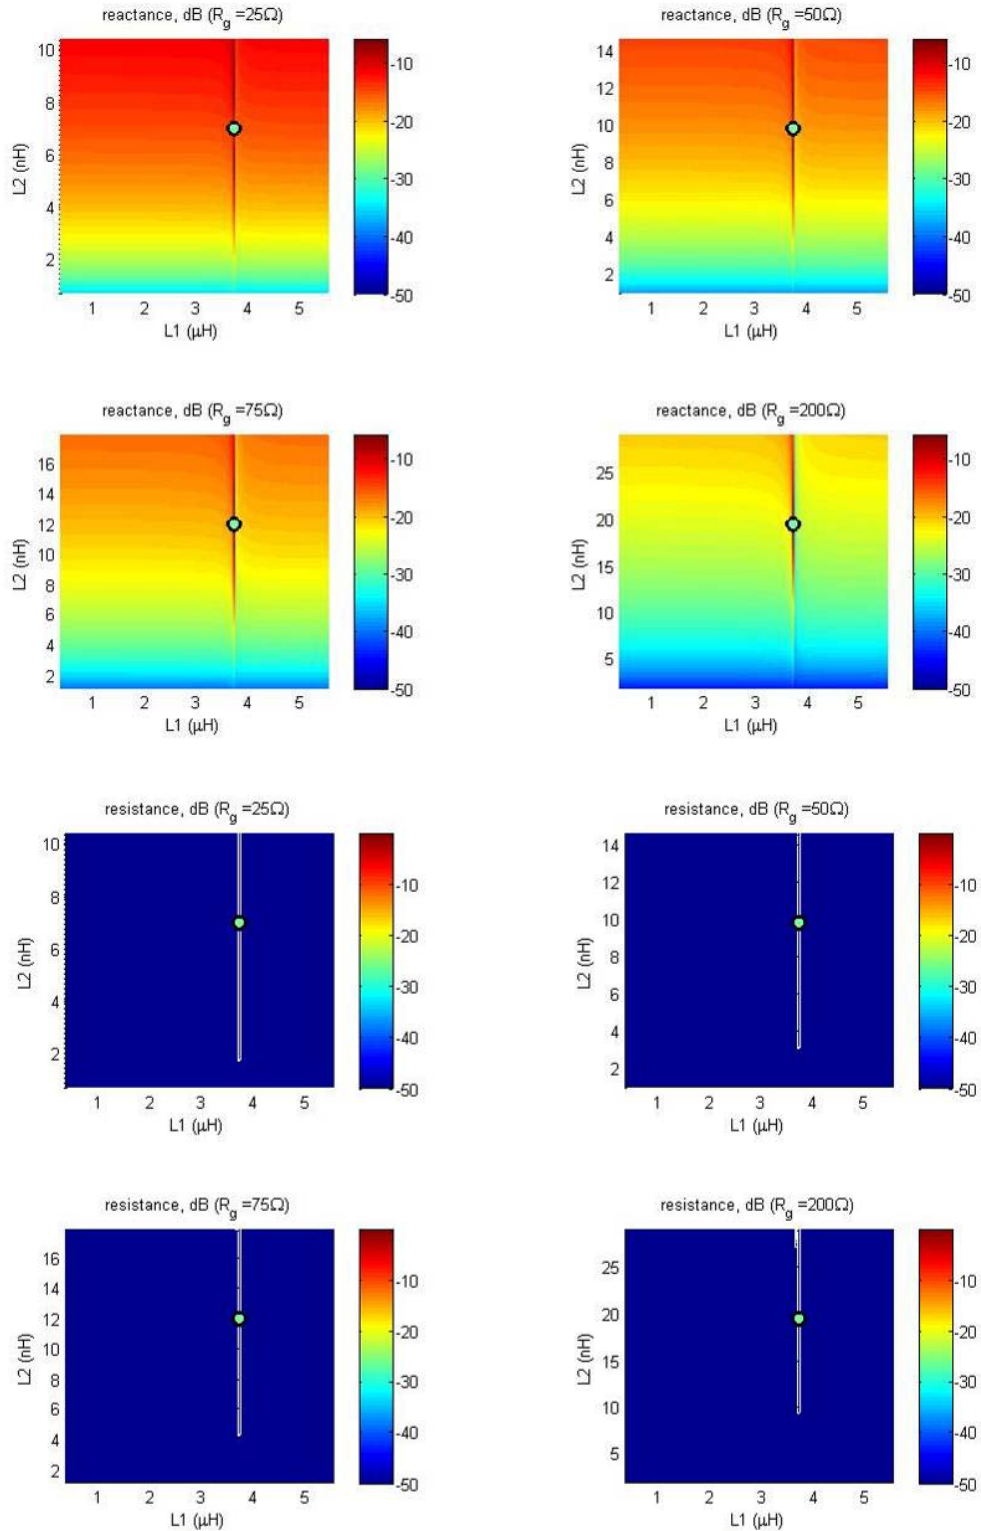 reactance, dB (R_g =25Ω)
10
8
6
4
2
L2 (nH)
1 2 3 4 5
L1 (μH)
-10
-20
-30
-40
-50
reactance, dB (R_g =50Ω)
14
12
10
8
6
4
2
L2 (nH)
1 2 3 4 5
L1 (μH)
-10
-20
-30
-40
-50
reactance, dB (R_g =75Ω)
16
14
12
10
8
6
4
2
L2 (nH)
1 2 3 4 5
L1 (μH)
-10
-20
-30
-40
-50
reactance, dB (R_g =200Ω)
25
20
15
10
5
L2 (nH)
1 2 3 4 5
L1 (μH)
-10
-20
-30
-40
-50
resistance, dB (R_g =25Ω)
10
8
6
4
2
L2 (nH)
1 2 3 4 5
L1 (μH)
-10
-20
-30
-40
-50
resistance, dB (R_g =50Ω)
14
12
10
8
6
4
2
L2 (nH)
1 2 3 4 5
L1 (μH)
-10
-20
-30
-40
-50
resistance, dB (R_g =75Ω)
16
14
12
10
8
6
4
2
L2 (nH)
1 2 3 4 5
L1 (μH)
-10
-20
-30
-40
-50
resistance, dB (R_g =200Ω)
25
20
15
10
5
L2 (nH)
1 2 3 4 5
L1 (μH)
-10
-20
-30
-40
-50